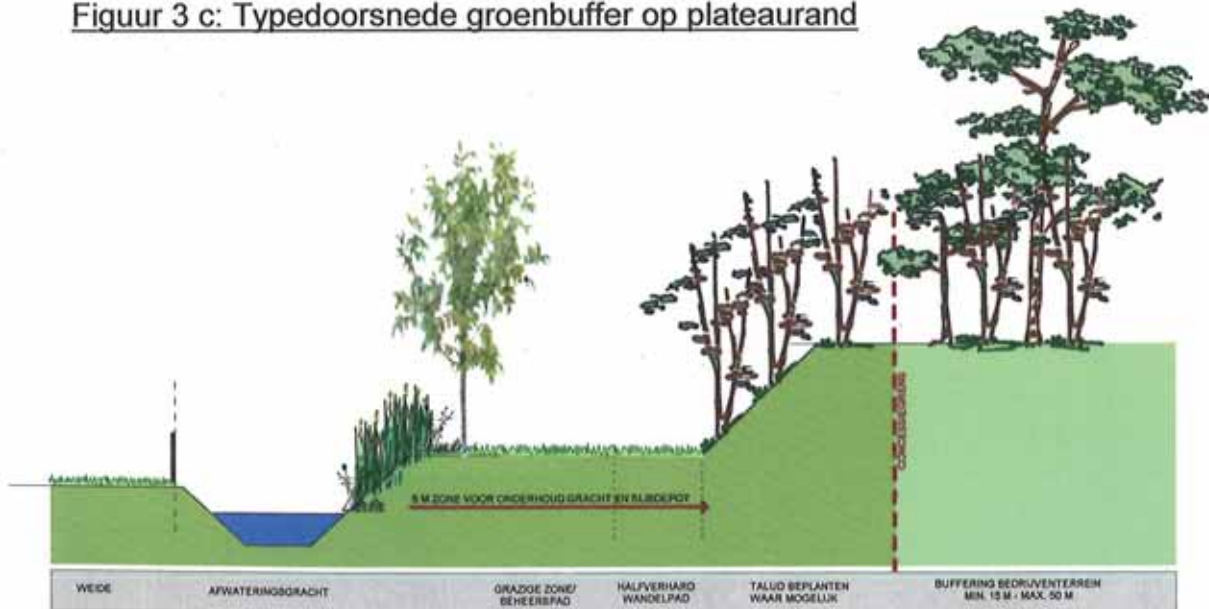 Figuur 3 c: Typedoorsnede groenbuffer op plateaurand
CONCESSIEGRENS
5 M ZONE VOOR ONDERHOUD GRACHT EN SLIBDEPOT
WEIDE
AFWATERINGSGRACHT
GRAZIGE ZONE/
BEHEERSPAD
HALFVERHARD
WANDELPAD
TALUD BEPLANTEN
WAAR MOGELIJK
BUFFERING BEDRIJVENTERREIN
MIN. 15 M - MAX. 50 M